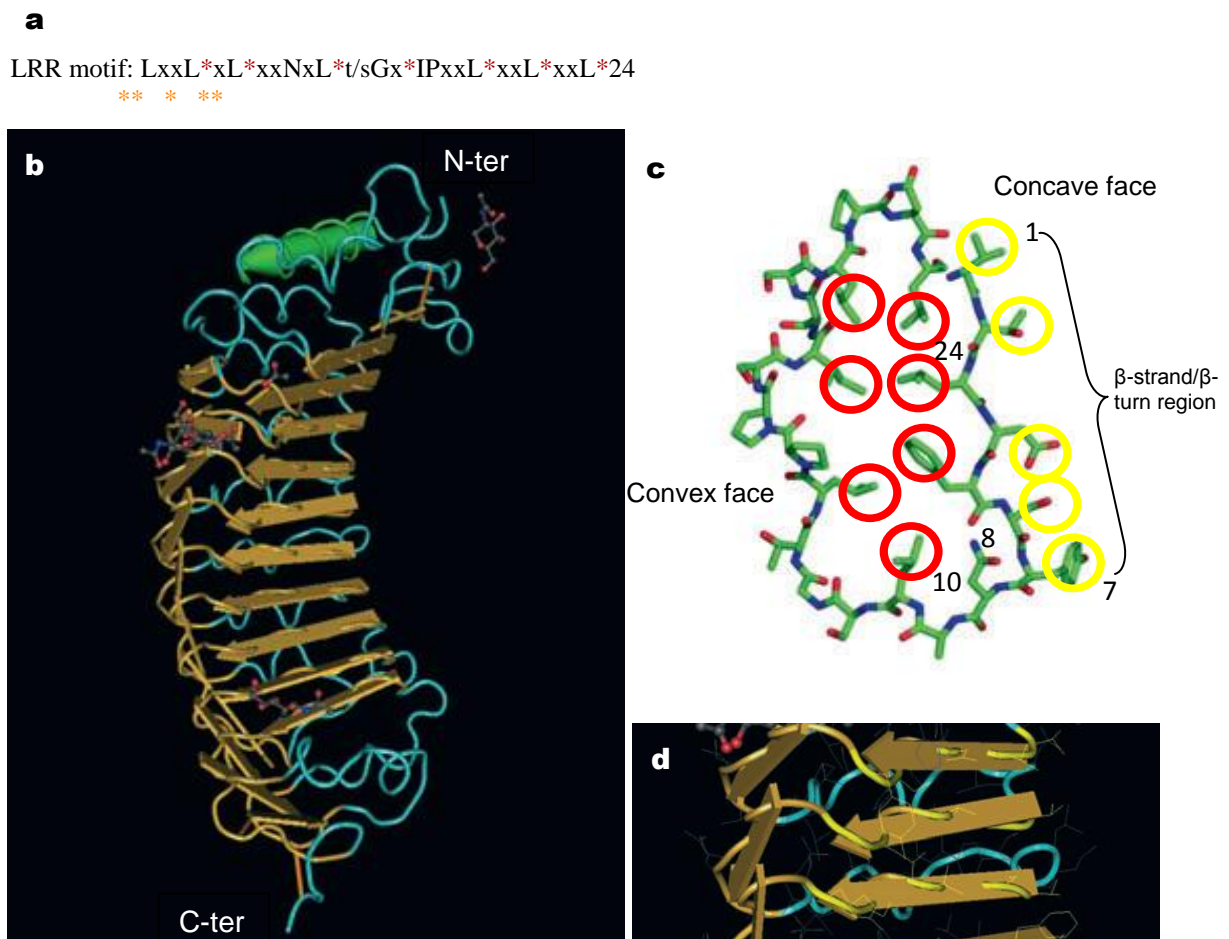 a
LRR motif: LxxL*xL*xxNxL*t/sGx*IPxxL*xxL*xxL*24
** * **
b
N-ter
C-ter
c
Concave face
1
24
β-strand/β-
turn region
Convex face
8
10
7
d